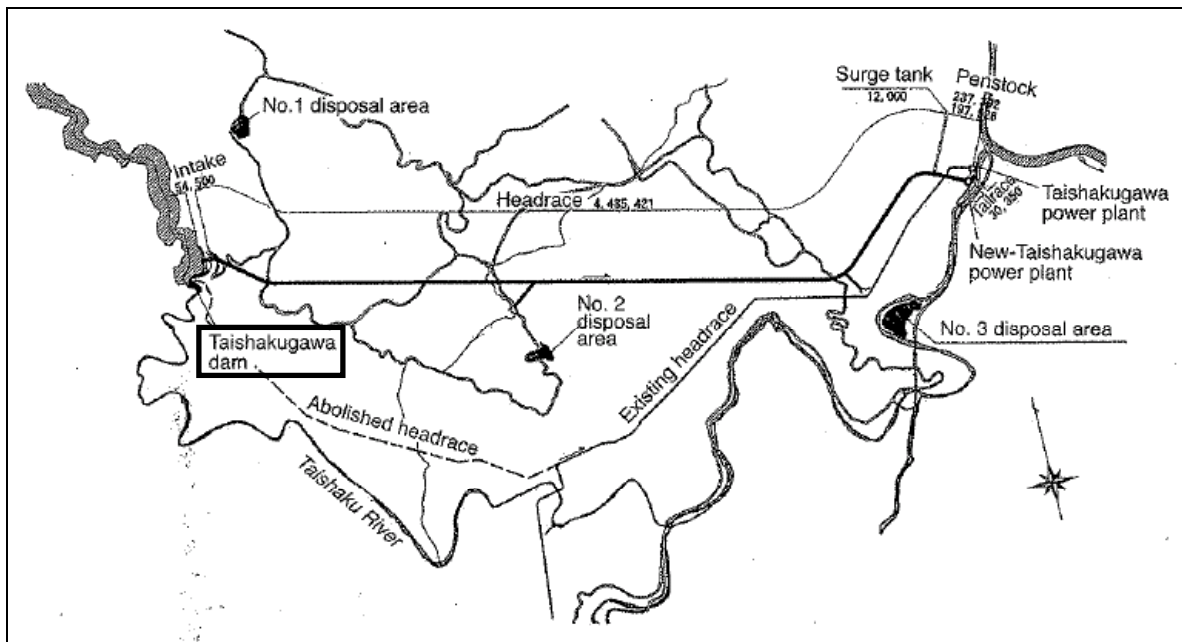 Surge tank
12,000
Penstock
No.1 disposal area
Intake
54,500
Headrace
4,485,421
Tailrace
30,350
Taishakugawa
power plant
New-Taishakugawa
power plant
No. 2
disposal
area
No. 3 disposal area
Taishakugawa
dam
Existing headrace
Abolished headrace
Taishaku River